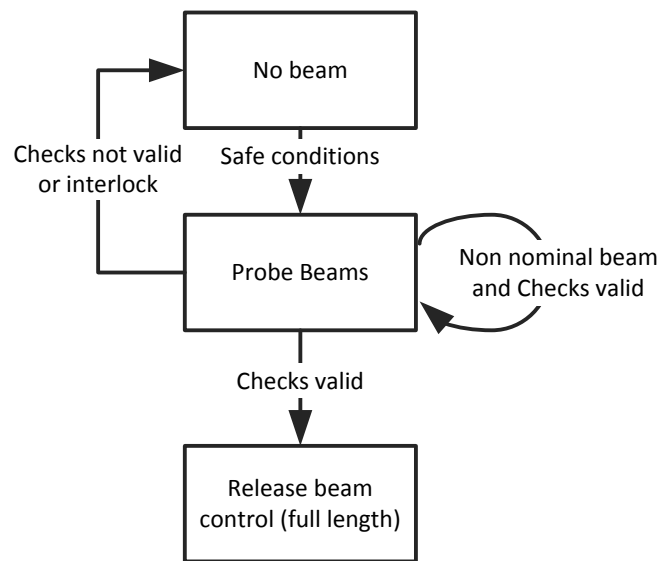 No beam
Checks not valid
or interlock
Safe conditions
Probe Beams
Non nominal beam
and Checks valid
Checks valid
Release beam
control (full length)